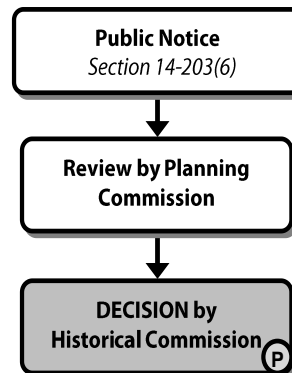 Public Notice
Section 14-203(6)
Review by Planning
Commission
DECISION by
Historical Commission
P